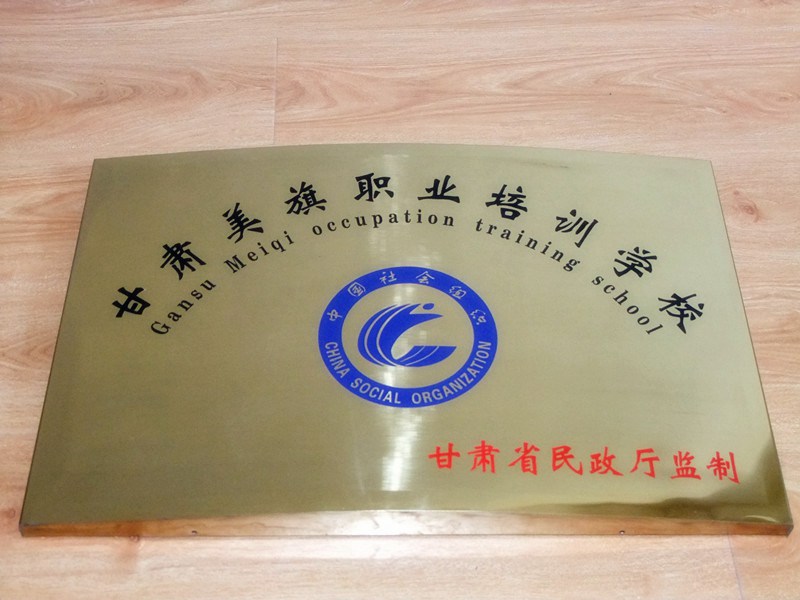 甘肃美旗职业培训学校
Gansu Meiqi occupation training school
中国社会组织
CHINA SOCIAL ORGANIZATION
甘肃省民政厅监制